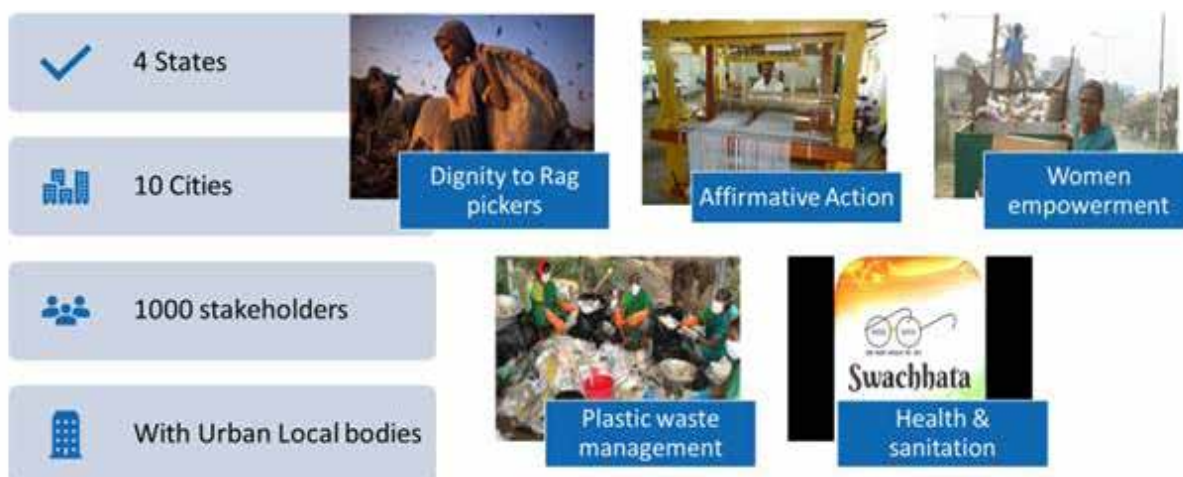 4 States
10 Cities
1000 stakeholders
With Urban Local bodies
Dignity to Rag
pickers
Affirmative Action
Women
empowerment
Plastic waste
management
Swachhata
Health &
sanitation